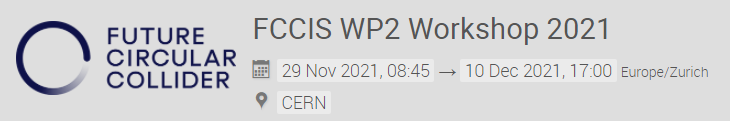 FUTURE
CIRCULAR
COLLIDER
FCCIS WP2 Workshop 2021
29 Nov 2021, 08:45 → 10 Dec 2021, 17:00 Europe/Zurich
CERN